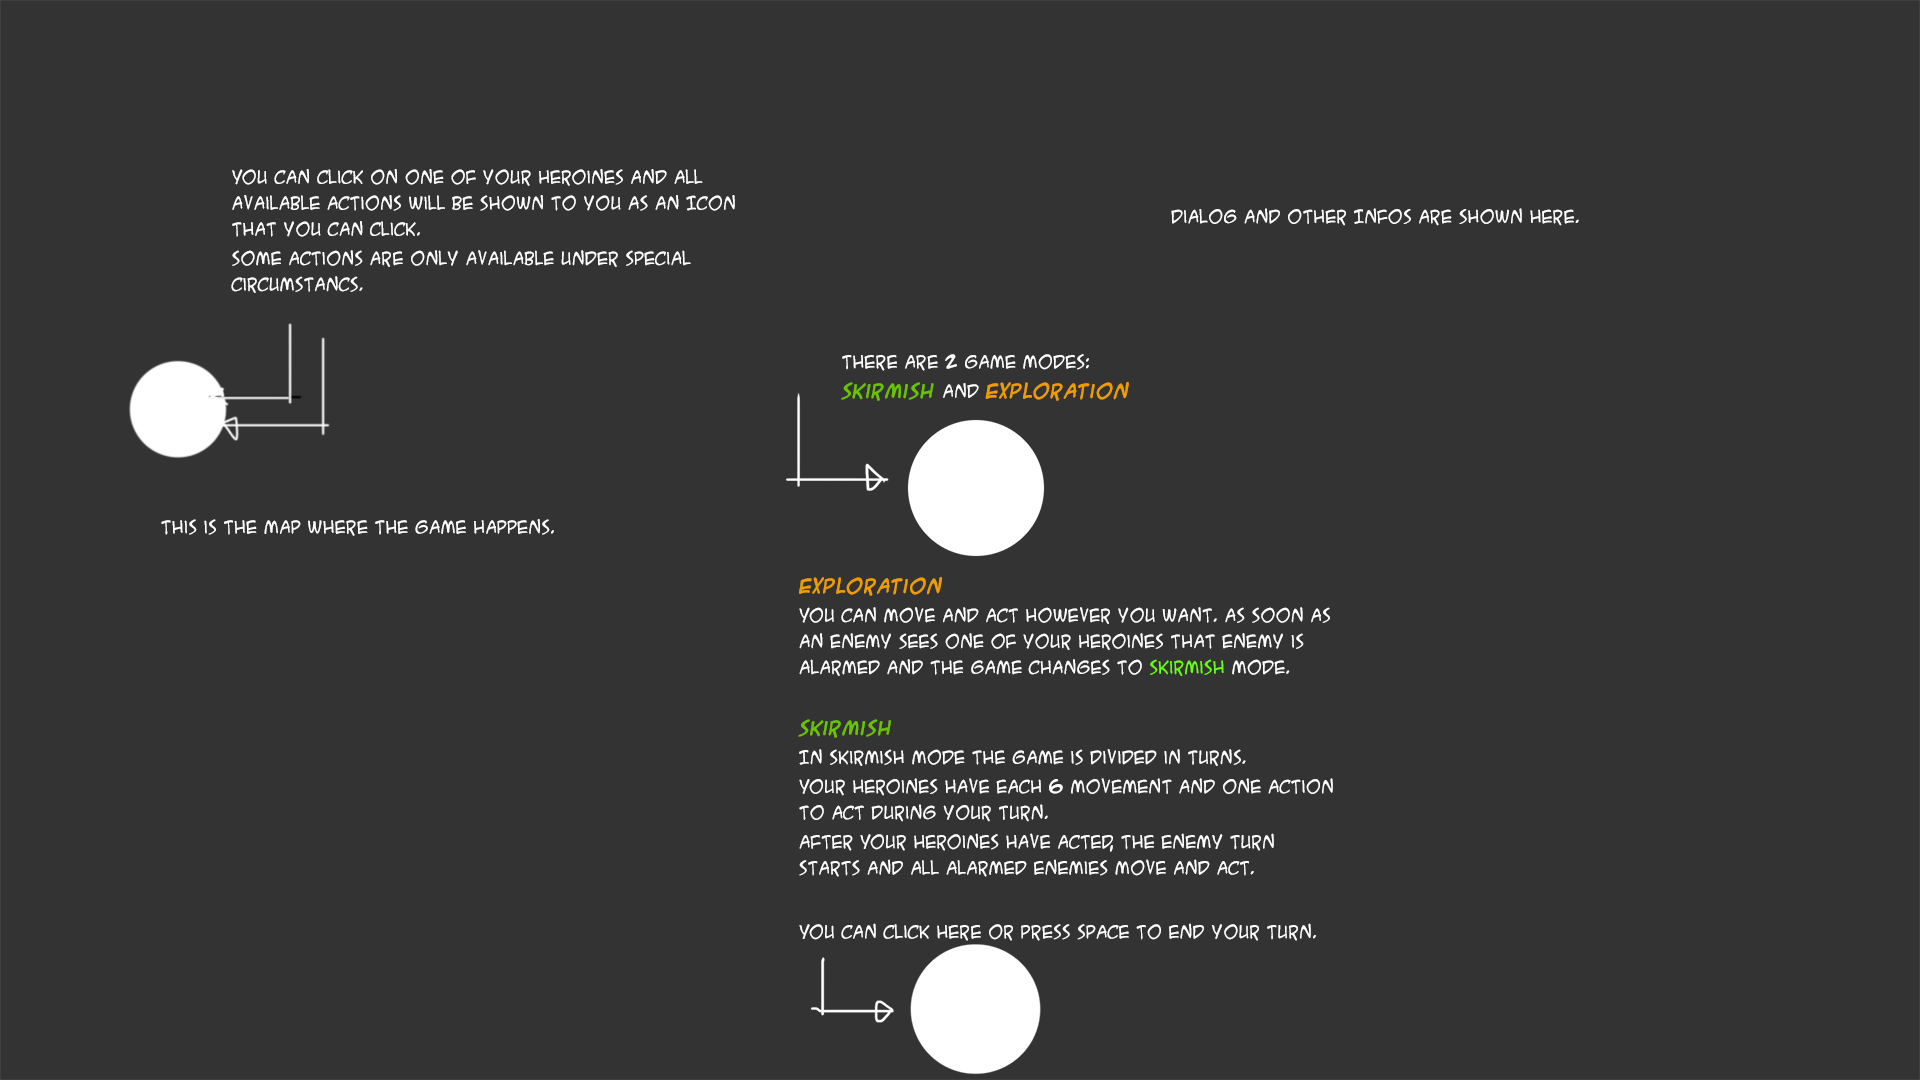 YOU CAN CLICK ON ONE OF YOUR HEROINES AND ALL
AVAILABLE ACTIONS WILL BE SHOWN TO YOU AS AN ICON
THAT YOU CAN CLICK.
SOME ACTIONS ARE ONLY AVAILABLE UNDER SPECIAL
CIRCUMSTANCS.
DIALOG AND OTHER INFOS ARE SHOWN HERE.
THERE ARE 2 GAME MODES:
SKIRMISH AND EXPLORATION
THIS IS THE MAP WHERE THE GAME HAPPENS.
EXPLORATION
YOU CAN MOVE AND ACT HOWEVER YOU WANT. AS SOON AS
AN ENEMY SEES ONE OF YOUR HEROINES THAT ENEMY IS
ALARMED AND THE GAME CHANGES TO SKIRMISH MODE.
SKIRMISH
IN SKIRMISH MODE THE GAME IS DIVIDED IN TURNS.
YOUR HEROINES HAVE EACH 6 MOVEMENT AND ONE ACTION
TO ACT DURING YOUR TURN.
AFTER YOUR HEROINES HAVE ACTED, THE ENEMY TURN
STARTS AND ALL ALARMED ENEMIES MOVE AND ACT.
YOU CAN CLICK HERE OR PRESS SPACE TO END YOUR TURN.